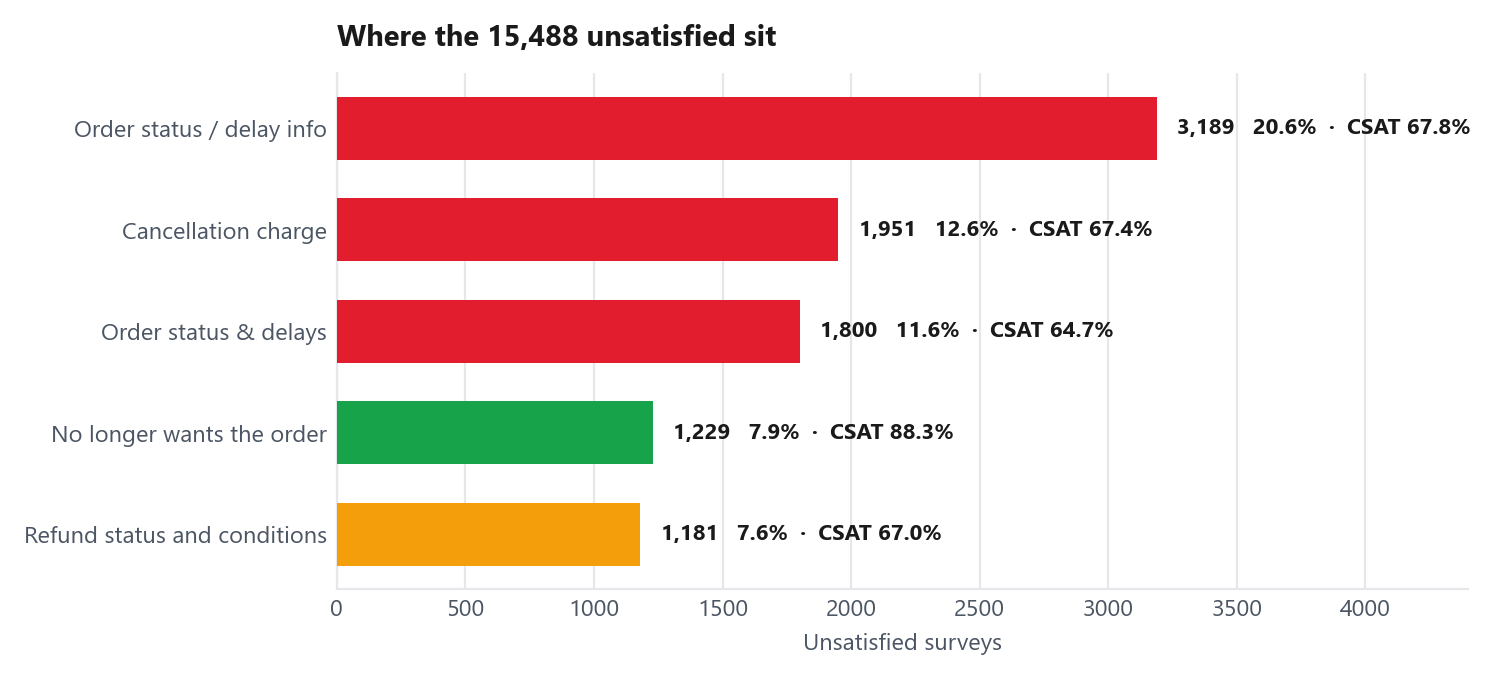 Where the 15,488 unsatisfied sit
Order status / delay info
3,189 20.6% · CSAT 67.8%
Cancellation charge
1,951 12.6% · CSAT 67.4%
Order status & delays
1,800 11.6% · CSAT 64.7%
No longer wants the order
1,229 7.9% · CSAT 88.3%
Refund status and conditions
1,181 7.6% · CSAT 67.0%
0 500 1000 1500 2000 2500 3000 3500 4000
Unsatisfied surveys